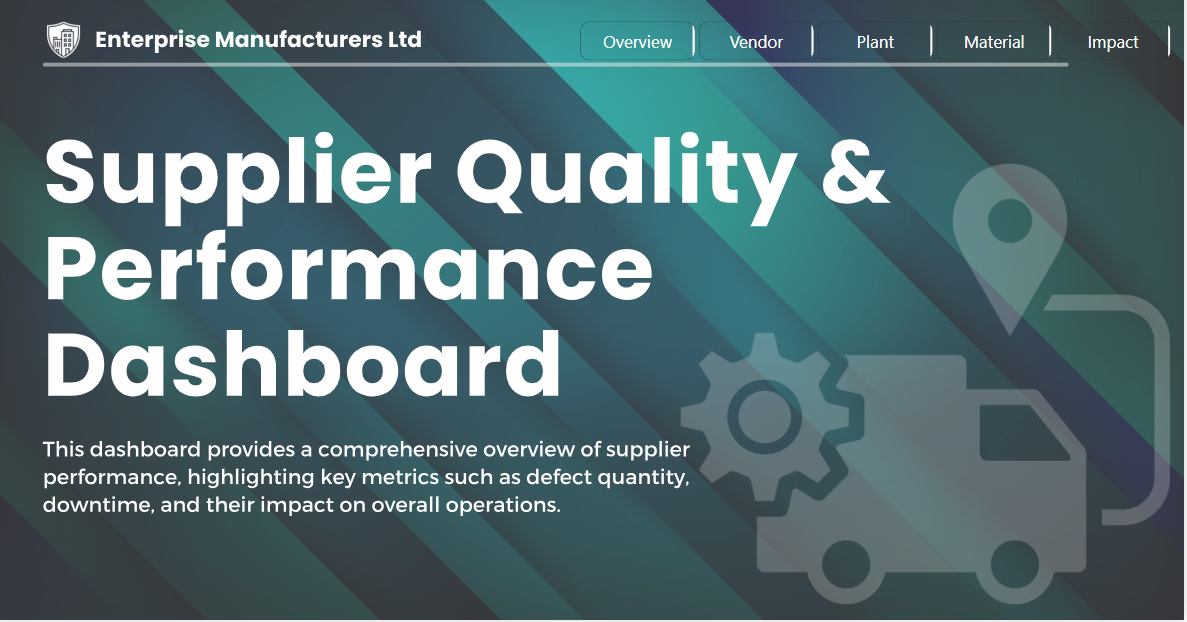 Enterprise Manufacturers Ltd
Overview Vendor Plant Material Impact
Supplier Quality &
Performance
Dashboard
This dashboard provides a comprehensive overview of supplier
performance, highlighting key metrics such as defect quantity,
downtime, and their impact on overall operations.